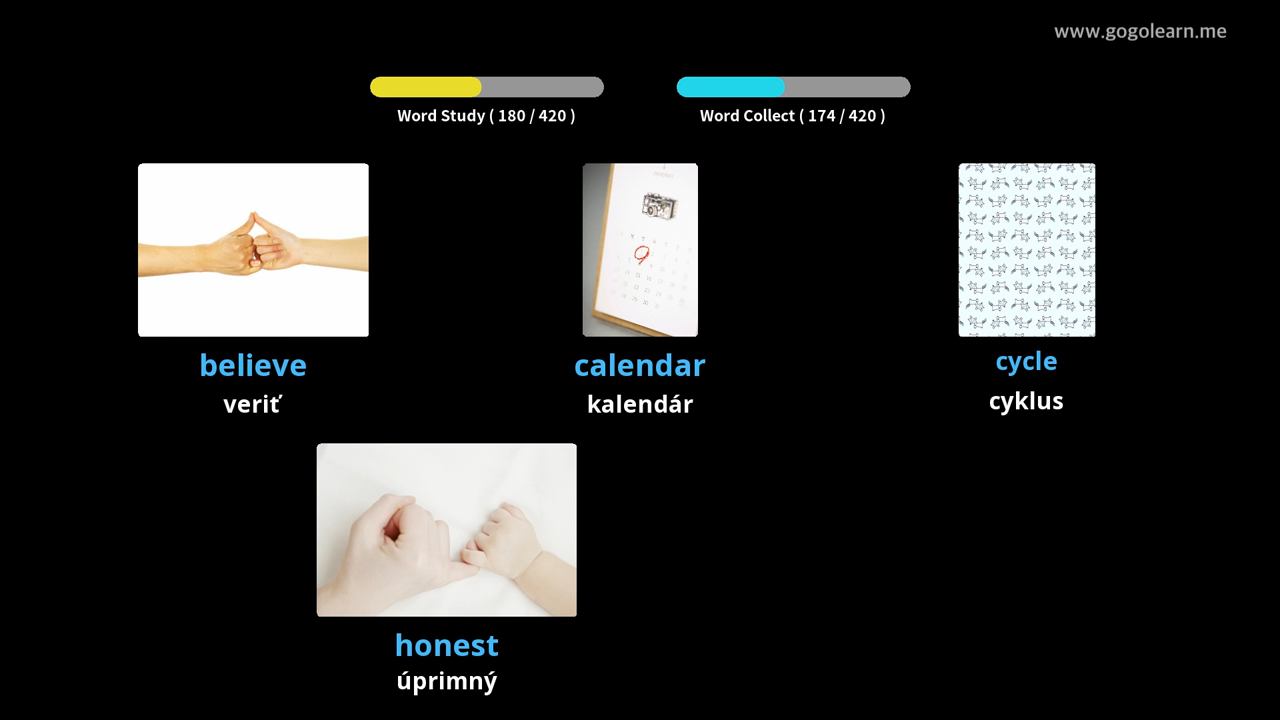 www.gogolearn.me
Word Study ( 180 / 420 )
Word Collect ( 174 / 420 )
believe
veriť
calendar
kalendár
cycle
cyklus
honest
úprimný